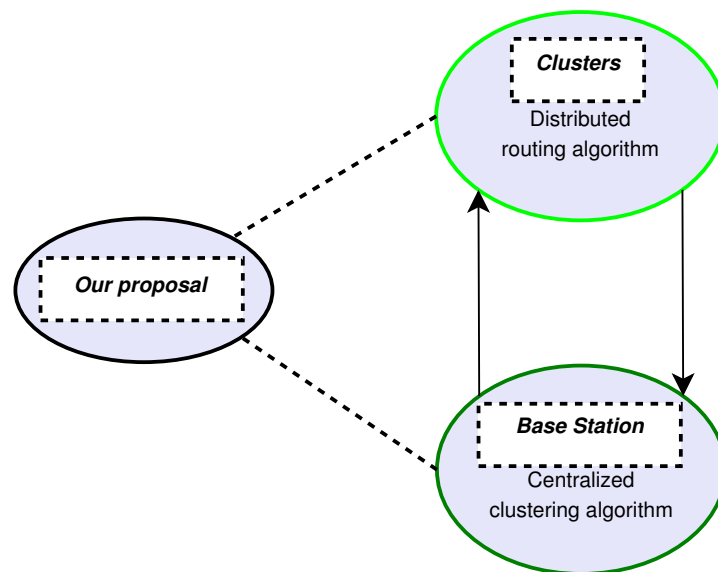 Clusters
Distributed
routing algorithm
Our proposal
Base Station
Centralized
clustering algorithm